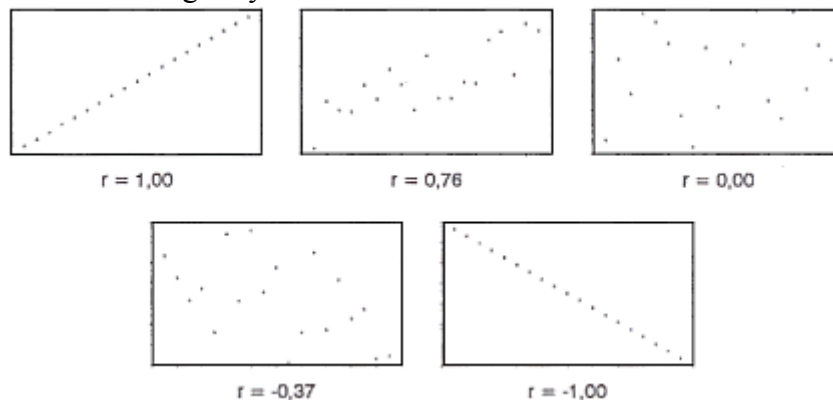 r = 1,00
r = 0,76
r = 0,00
r = -0,37
r = -1,00